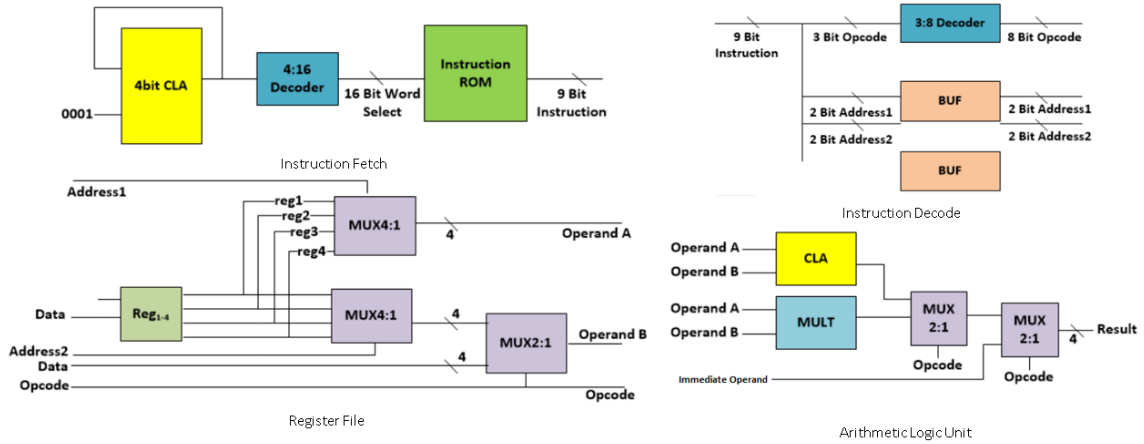 4bit CLA
0001
4:16
Decoder
16 Bit Word
Select
Instruction
ROM
9 Bit
Instruction
Instruction Fetch
9 Bit
Instruction
3 Bit Opcode
3:8 Decoder
8 Bit Opcode
2 Bit Address1
BUF
2 Bit Address1
2 Bit Address2
2 Bit Address2
BUF
Instruction Decode
Address1
reg1
reg2
reg3
reg4
MUX4:1
4
Operand A
Data
Reg1-4
MUX4:1
4
Address2
Data
4
MUX2:1
Operand B
Opcode
Opcode
Register File
Operand A
Operand B
CLA
Operand A
Operand B
MULT
MUX
2:1
Opcode
MUX
2:1
4
Result
Opcode
Immediate Operand
Arithmetic Logic Unit